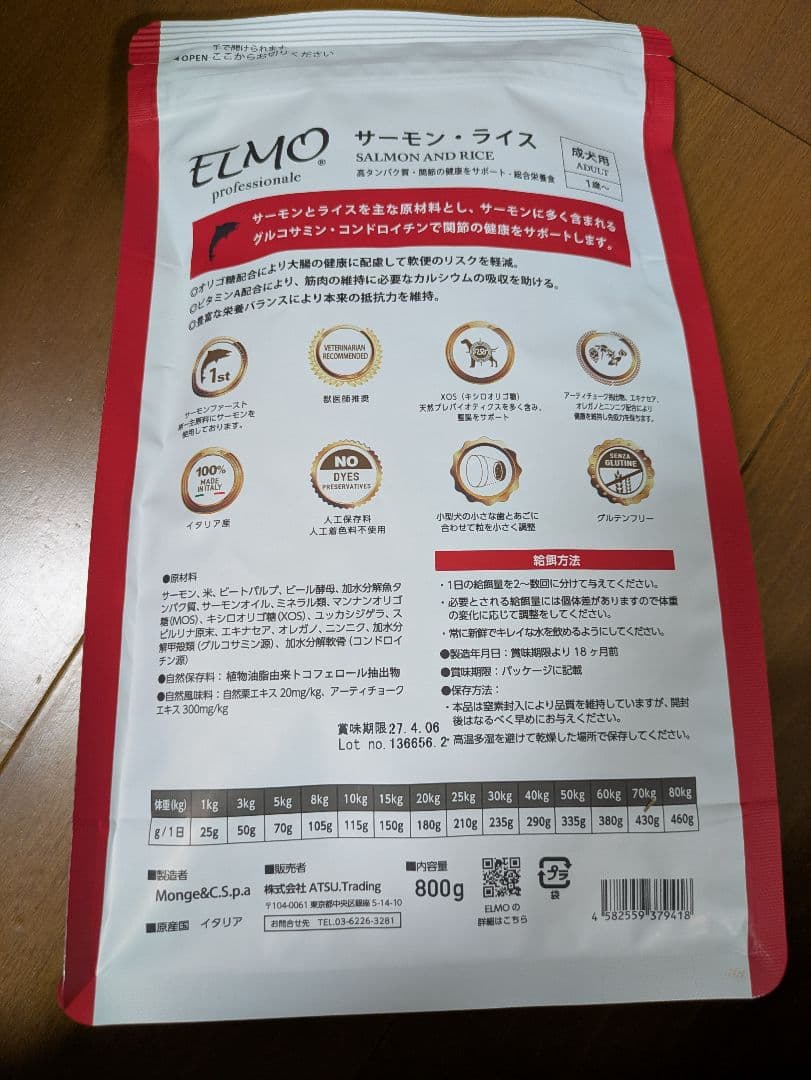 手で開けられます
◀OPEN ここからお切りください
ELMO®
professionale
サーモン・ライス
SALMON AND RICE
高タンパク質・関節の健康をサポート・総合栄養食
成犬用
ADULT
1歳〜
サーモンとライスを主な原材料とし、サーモンに多く含まれる
グルコサミン・コンドロイチンで関節の健康をサポートします。
◎オリゴ糖配合により大腸の健康に配慮して軟便のリスクを軽減。
◎ビタミンA配合により、筋肉の維持に必要なカルシウムの吸収を助ける。
◎豊富な栄養バランスにより本来の抵抗力を維持。
1st
サーモンファースト
第一主原料にサーモンを
使用しております。
VETERINARIAN
RECOMMENDED
獣医師推奨
XOS（キシロオリゴ糖）
天然プレバイオティクスを多く含み、
整腸をサポート
アーティチョーク抽出物、エキナセア、
オレガノとニンニク配合により
健康を維持し免疫力を保ちます。
100%
MADE
IN ITALY
イタリア産
NO
DYES
PRESERVATIVES
人工保存料
人工着色料不使用
小型犬の小さな歯とあごに
合わせて粒を小さく調整
SENZA
GLUTINE
グルテンフリー
●原材料
サーモン、米、ビートパルプ、ビール酵母、加水分解魚タ
ンパク質、サーモンオイル、ミネラル類、マンナンオリゴ
糖(MOS)、キシロオリゴ糖(XOS)、ユッカシジゲラ、ス
ピルリナ原末、エキナセア、オレガノ、ニンニク、加水分
解甲殻類（グルコサミン源）、加水分解軟骨（コンドロイ
チン源）
●自然保存料：植物油脂由来トコフェロール抽出物
●自然風味料：自然栗エキス 20mg/kg、アーティチョーク
エキス 300mg/kg
給餌方法
・1日の給餌量を2〜数回に分けて与えてください。
・必要とされる給餌量には個体差がありますので体重
の変化に応じて調整をしてください。
・常に新鮮でキレイな水を飲めるようにしてください。
●製造年月日：賞味期限より18ヶ月前
●賞味期限：パッケージに記載
●保存方法：
・本品は窒素封入により品質を維持していますが、開封
後はなるべく早めにお与えください。
・高温多湿を避けて乾燥した場所で保存してください。
賞味期限27.4.06
Lot no.136656.2
体重(kg) 1kg 3kg 5kg 8kg 10kg 15kg 20kg 25kg 30kg 40kg 50kg 60kg 70kg 80kg
g/1日 25g 50g 70g 105g 115g 150g 180g 210g 235g 290g 335g 380g 430g 460g
■製造者
Monge&C.S.p.a
■原産国 イタリア
■販売者
株式会社 ATSU.Trading
〒104-0061 東京都中央区銀座 5-14-10
お問合せ先 TEL.03-6226-3281
■内容量
800g
ELMOの
詳細はこちら
プラ
袋
4 582559 379418